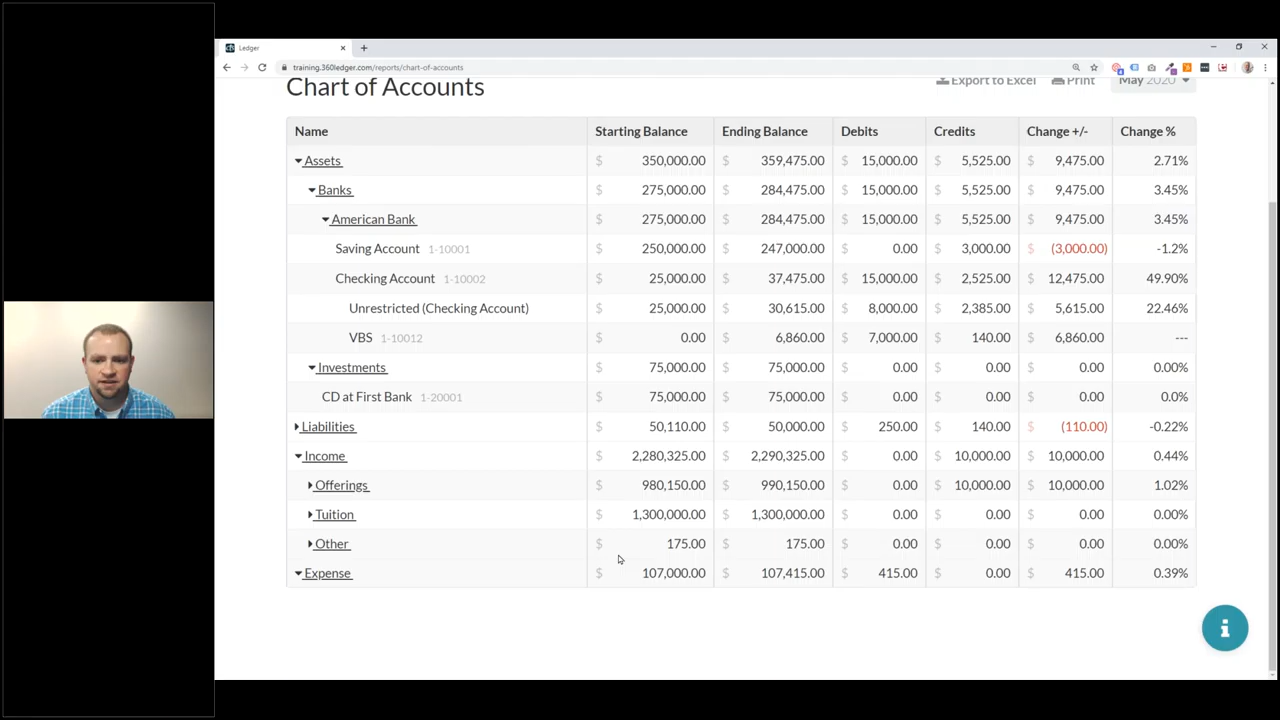 Ledger
training.360ledger.com/reports/chart-of-accounts
Chart of Accounts
Export to Excel Print May 2020
Name Starting Balance Ending Balance Debits Credits Change +/- Change %
Assets $ 350,000.00 $ 359,475.00 $ 15,000.00 $ 5,525.00 $ 9,475.00 2.71%
Banks $ 275,000.00 $ 284,475.00 $ 15,000.00 $ 5,525.00 $ 9,475.00 3.45%
American Bank $ 275,000.00 $ 284,475.00 $ 15,000.00 $ 5,525.00 $ 9,475.00 3.45%
Saving Account 1-10001 $ 250,000.00 $ 247,000.00 $ 0.00 $ 3,000.00 $ (3,000.00) -1.2%
Checking Account 1-10002 $ 25,000.00 $ 37,475.00 $ 15,000.00 $ 2,525.00 $ 12,475.00 49.90%
Unrestricted (Checking Account) $ 25,000.00 $ 30,615.00 $ 8,000.00 $ 2,385.00 $ 5,615.00 22.46%
VBS 1-10012 $ 0.00 $ 6,860.00 $ 7,000.00 $ 140.00 $ 6,860.00 ---
Investments $ 75,000.00 $ 75,000.00 $ 0.00 $ 0.00 $ 0.00 0.00%
CD at First Bank 1-20001 $ 75,000.00 $ 75,000.00 $ 0.00 $ 0.00 $ 0.00 0.0%
Liabilities $ 50,110.00 $ 50,000.00 $ 250.00 $ 140.00 $ (110.00) -0.22%
Income $ 2,280,325.00 $ 2,290,325.00 $ 0.00 $ 10,000.00 $ 10,000.00 0.44%
Offerings $ 980,150.00 $ 990,150.00 $ 0.00 $ 10,000.00 $ 10,000.00 1.02%
Tuition $ 1,300,000.00 $ 1,300,000.00 $ 0.00 $ 0.00 $ 0.00 0.00%
Other $ 175.00 $ 175.00 $ 0.00 $ 0.00 $ 0.00 0.00%
Expense $ 107,000.00 $ 107,415.00 $ 415.00 $ 0.00 $ 415.00 0.39%